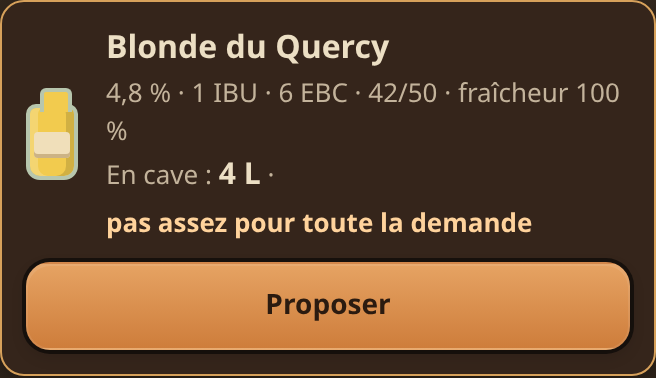 Blonde du Quercy
4,8 % · 1 IBU · 6 EBC · 42/50 · fraîcheur 100
%
En cave : 4 L ·
pas assez pour toute la demande
Proposer